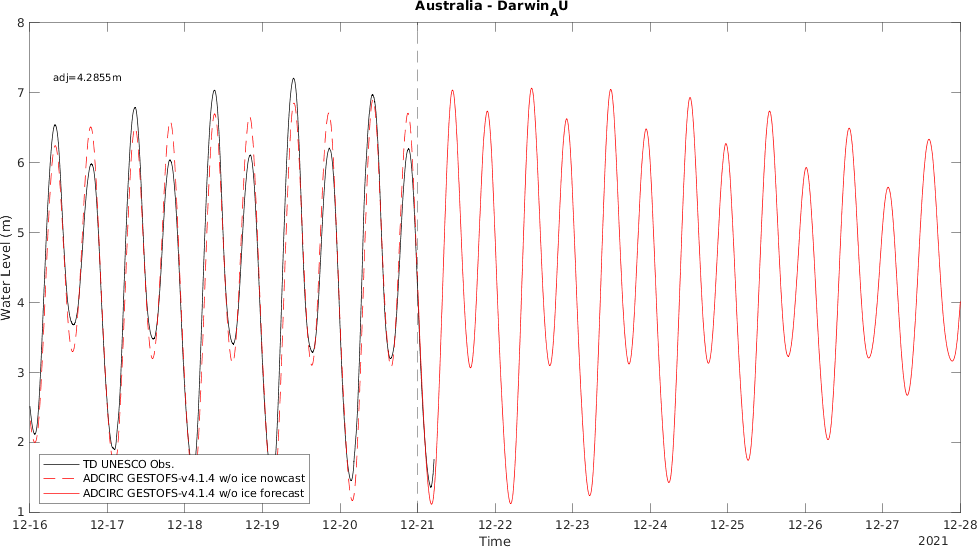 Australia - Darwin_AU
adj=4.2855m
Water Level (m)
8
7
6
5
4
3
2
1
TD UNESCO Obs.
ADCIRC GESTOFS-v4.1.4 w/o ice nowcast
ADCIRC GESTOFS-v4.1.4 w/o ice forecast
12-16 12-17 12-18 12-19 12-20 12-21 12-22 12-23 12-24 12-25 12-26 12-27 12-28
Time
2021